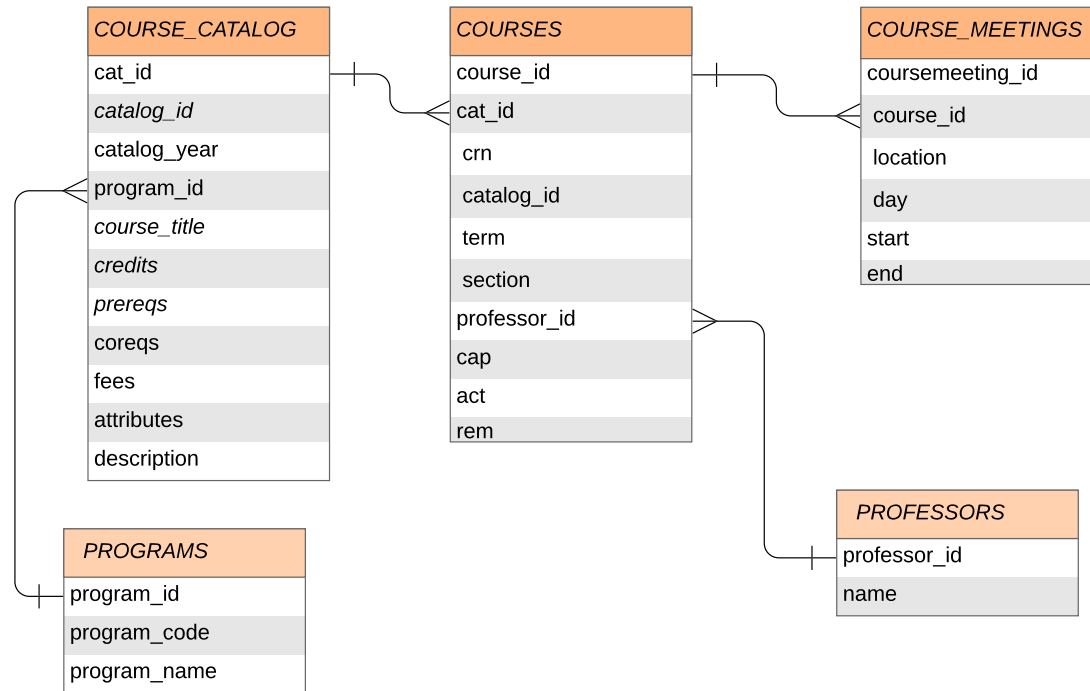 COURSE_CATALOG
cat_id
catalog_id
catalog_year
program_id
course_title
credits
prereqs
coreqs
fees
attributes
description
COURSES
course_id
cat_id
crn
catalog_id
term
section
professor_id
cap
act
rem
COURSE_MEETINGS
coursemeeting_id
course_id
location
day
start
end
PROGRAMS
program_id
program_code
program_name
PROFESSORS
professor_id
name